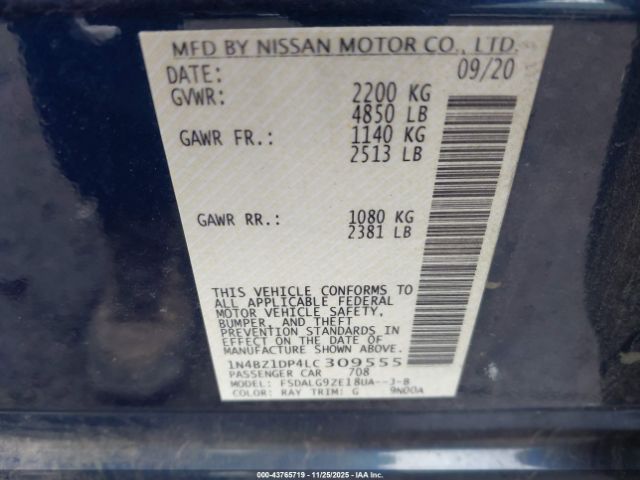 MFD BY NISSAN MOTOR CO., LTD.
DATE: 09/20
GVWR: 2200 KG
4850 LB
GAWR FR.: 1140 KG
2513 LB
GAWR RR.: 1080 KG
2381 LB
THIS VEHICLE CONFORMS TO
ALL APPLICABLE FEDERAL
MOTOR VEHICLE SAFETY,
BUMPER, AND THEFT
PREVENTION STANDARDS IN
EFFECT ON THE DATE OF
MANUFACTURE SHOWN ABOVE.
1N4BZ1DP4LC309555
PASSENGER CAR 708
MODEL: FSDALG9ZE18UA--J-B
COLOR: RAY TRIM: G 9N00A
000-43765719 - 11/25/2025 - IAA Inc.